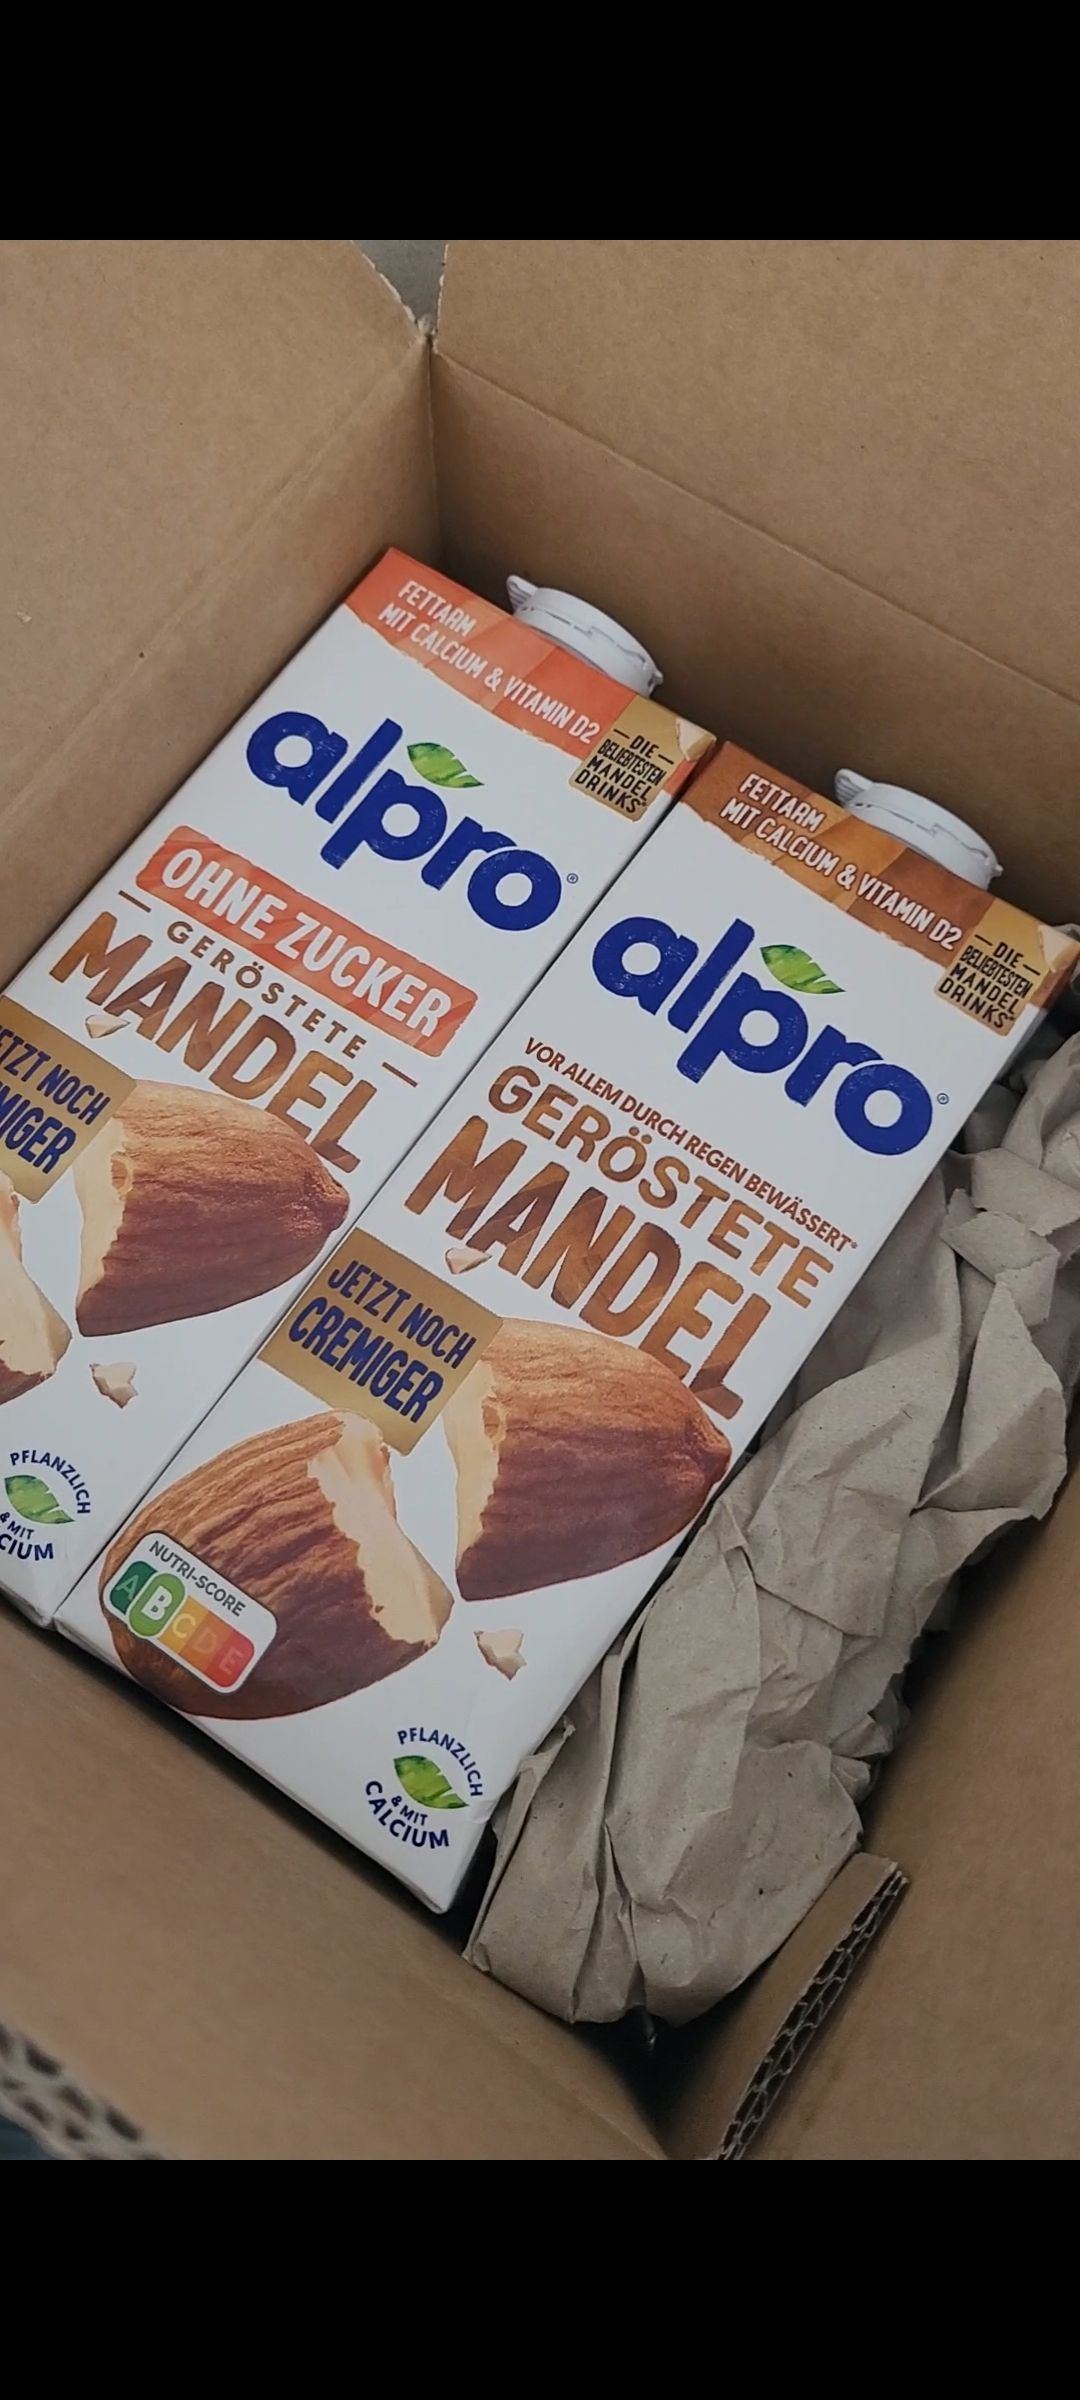 FETTARM
MIT CALCIUM & VITAMIN D2
— DIE —
BELIEBTESTEN
MANDEL
DRINKS*
alpro®
OHNE ZUCKER
GERÖSTETE
MANDEL
JETZT NOCH
PFLANZLICH
& MIT
FETTARM
MIT CALCIUM & VITAMIN D2
— DIE —
BELIEBTESTEN
MANDEL
DRINKS*
alpro®
VOR ALLEM DURCH REGEN BEWÄSSERT*
GERÖSTETE
MANDEL
JETZT NOCH
CREMIGER
NUTRI-SCORE
A B C D E
PFLANZLICH
& MIT
CALCIUM